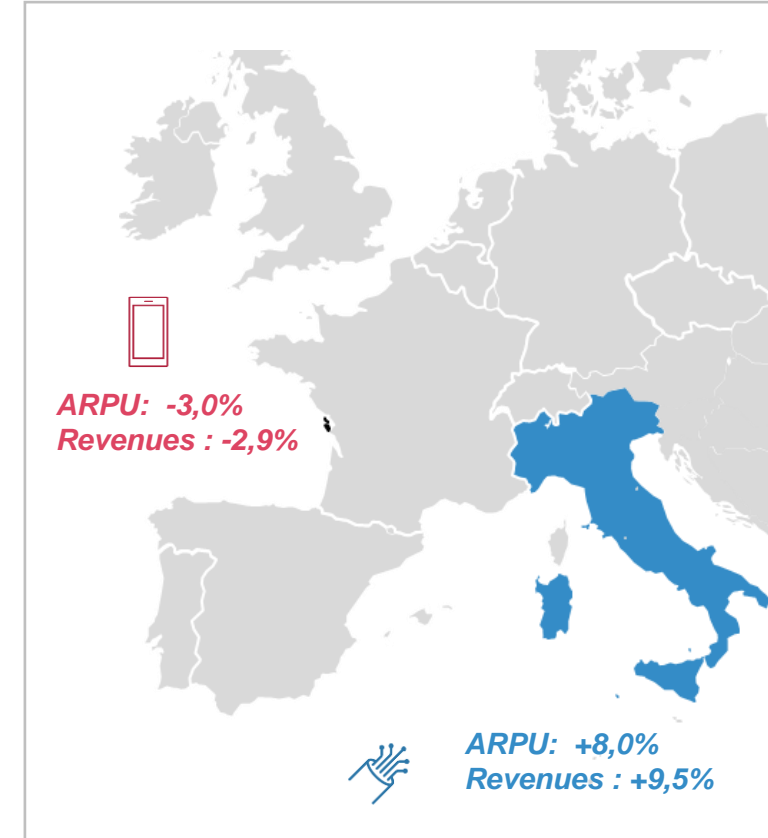 ARPU: -3,0%
Revenues : -2,9%
ARPU: +8,0%
Revenues : +9,5%